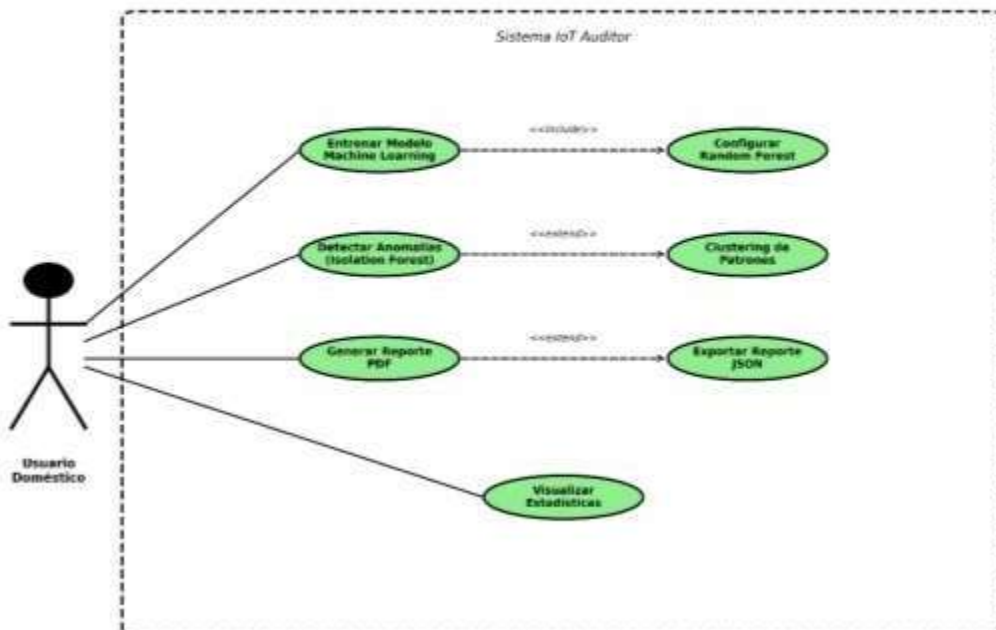 Sistema IoT Auditor
<<include>>
Entrenar Modelo
Machine Learning
Configurar
Random Forest
<<extend>>
Detectar Anomalías
(Isolation Forest)
Clustering de
Patrones
<<extend>>
Generar Reporte
PDF
Exportar Reporte
JSON
Usuario
Doméstico
Visualizar
Estadísticas